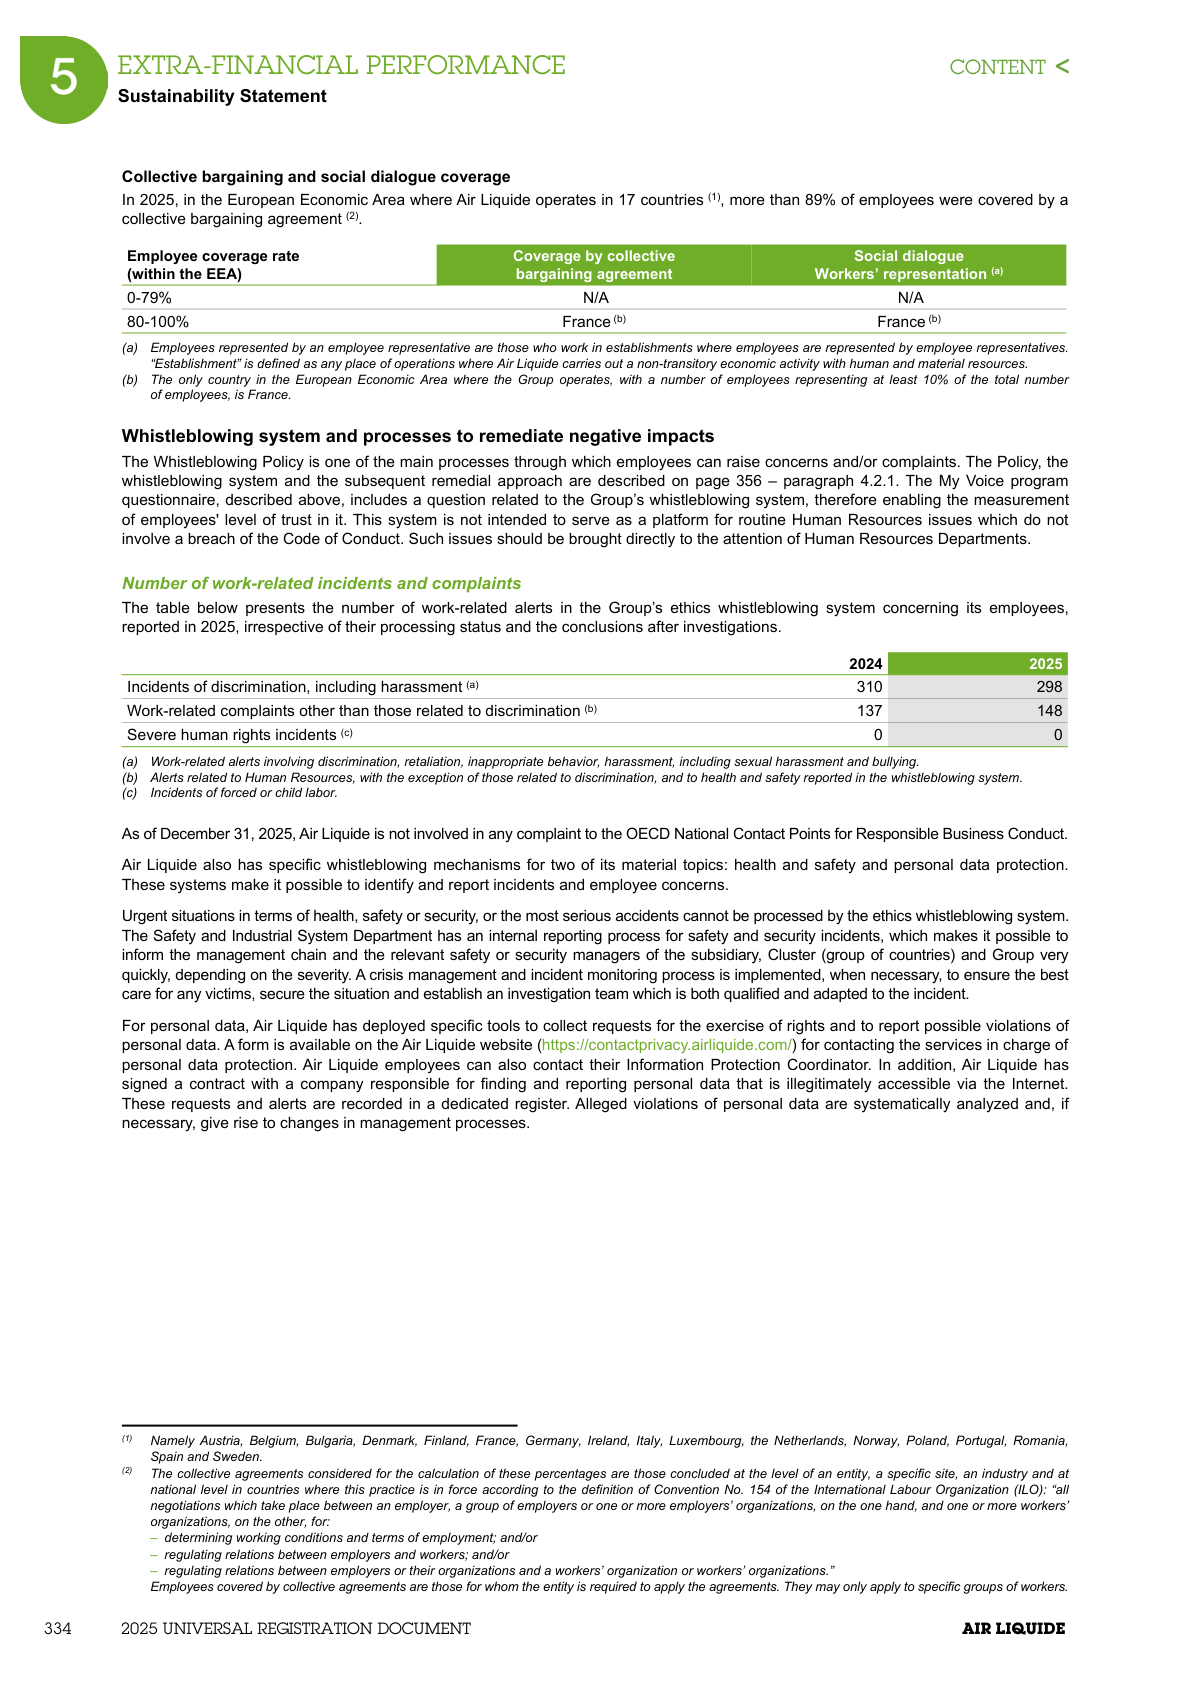 5
EXTRA-FINANCIAL PERFORMANCE
CONTENT <
Sustainability Statement
Collective bargaining and social dialogue coverage
In 2025, in the European Economic Area where Air Liquide operates in 17 countries (1), more than 89% of employees were covered by a
collective bargaining agreement (2).
Employee coverage rate
(within the EEA)
Coverage by collective
bargaining agreement
Social dialogue
Workers’ representation (a)
0-79% N/A N/A
80-100% France (b) France (b)
(a) Employees represented by an employee representative are those who work in establishments where employees are represented by employee representatives.
“Establishment” is defined as any place of operations where Air Liquide carries out a non-transitory economic activity with human and material resources.
(b) The only country in the European Economic Area where the Group operates, with a number of employees representing at least 10% of the total number
of employees, is France.
Whistleblowing system and processes to remediate negative impacts
The Whistleblowing Policy is one of the main processes through which employees can raise concerns and/or complaints. The Policy, the
whistleblowing system and the subsequent remedial approach are described on page 356 – paragraph 4.2.1. The My Voice program
questionnaire, described above, includes a question related to the Group’s whistleblowing system, therefore enabling the measurement
of employees' level of trust in it. This system is not intended to serve as a platform for routine Human Resources issues which do not
involve a breach of the Code of Conduct. Such issues should be brought directly to the attention of Human Resources Departments.
Number of work-related incidents and complaints
The table below presents the number of work-related alerts in the Group’s ethics whistleblowing system concerning its employees,
reported in 2025, irrespective of their processing status and the conclusions after investigations.
2024 2025
Incidents of discrimination, including harassment (a) 310 298
Work-related complaints other than those related to discrimination (b) 137 148
Severe human rights incidents (c) 0 0
(a) Work-related alerts involving discrimination, retaliation, inappropriate behavior, harassment, including sexual harassment and bullying.
(b) Alerts related to Human Resources, with the exception of those related to discrimination, and to health and safety reported in the whistleblowing system.
(c) Incidents of forced or child labor.
As of December 31, 2025, Air Liquide is not involved in any complaint to the OECD National Contact Points for Responsible Business Conduct.
Air Liquide also has specific whistleblowing mechanisms for two of its material topics: health and safety and personal data protection.
These systems make it possible to identify and report incidents and employee concerns.
Urgent situations in terms of health, safety or security, or the most serious accidents cannot be processed by the ethics whistleblowing system.
The Safety and Industrial System Department has an internal reporting process for safety and security incidents, which makes it possible to
inform the management chain and the relevant safety or security managers of the subsidiary, Cluster (group of countries) and Group very
quickly, depending on the severity. A crisis management and incident monitoring process is implemented, when necessary, to ensure the best
care for any victims, secure the situation and establish an investigation team which is both qualified and adapted to the incident.
For personal data, Air Liquide has deployed specific tools to collect requests for the exercise of rights and to report possible violations of
personal data. A form is available on the Air Liquide website (https://contactprivacy.airliquide.com/) for contacting the services in charge of
personal data protection. Air Liquide employees can also contact their Information Protection Coordinator. In addition, Air Liquide has
signed a contract with a company responsible for finding and reporting personal data that is illegitimately accessible via the Internet.
These requests and alerts are recorded in a dedicated register. Alleged violations of personal data are systematically analyzed and, if
necessary, give rise to changes in management processes.
(1) Namely Austria, Belgium, Bulgaria, Denmark, Finland, France, Germany, Ireland, Italy, Luxembourg, the Netherlands, Norway, Poland, Portugal, Romania,
Spain and Sweden.
(2) The collective agreements considered for the calculation of these percentages are those concluded at the level of an entity, a specific site, an industry and at
national level in countries where this practice is in force according to the definition of Convention No. 154 of the International Labour Organization (ILO): “all
negotiations which take place between an employer, a group of employers or one or more employers’ organizations, on the one hand, and one or more workers’
organizations, on the other, for:
– determining working conditions and terms of employment; and/or
– regulating relations between employers and workers; and/or
– regulating relations between employers or their organizations and a workers’ organization or workers’ organizations.”
Employees covered by collective agreements are those for whom the entity is required to apply the agreements. They may only apply to specific groups of workers.
334 2025 UNIVERSAL REGISTRATION DOCUMENT AIR LIQUIDE